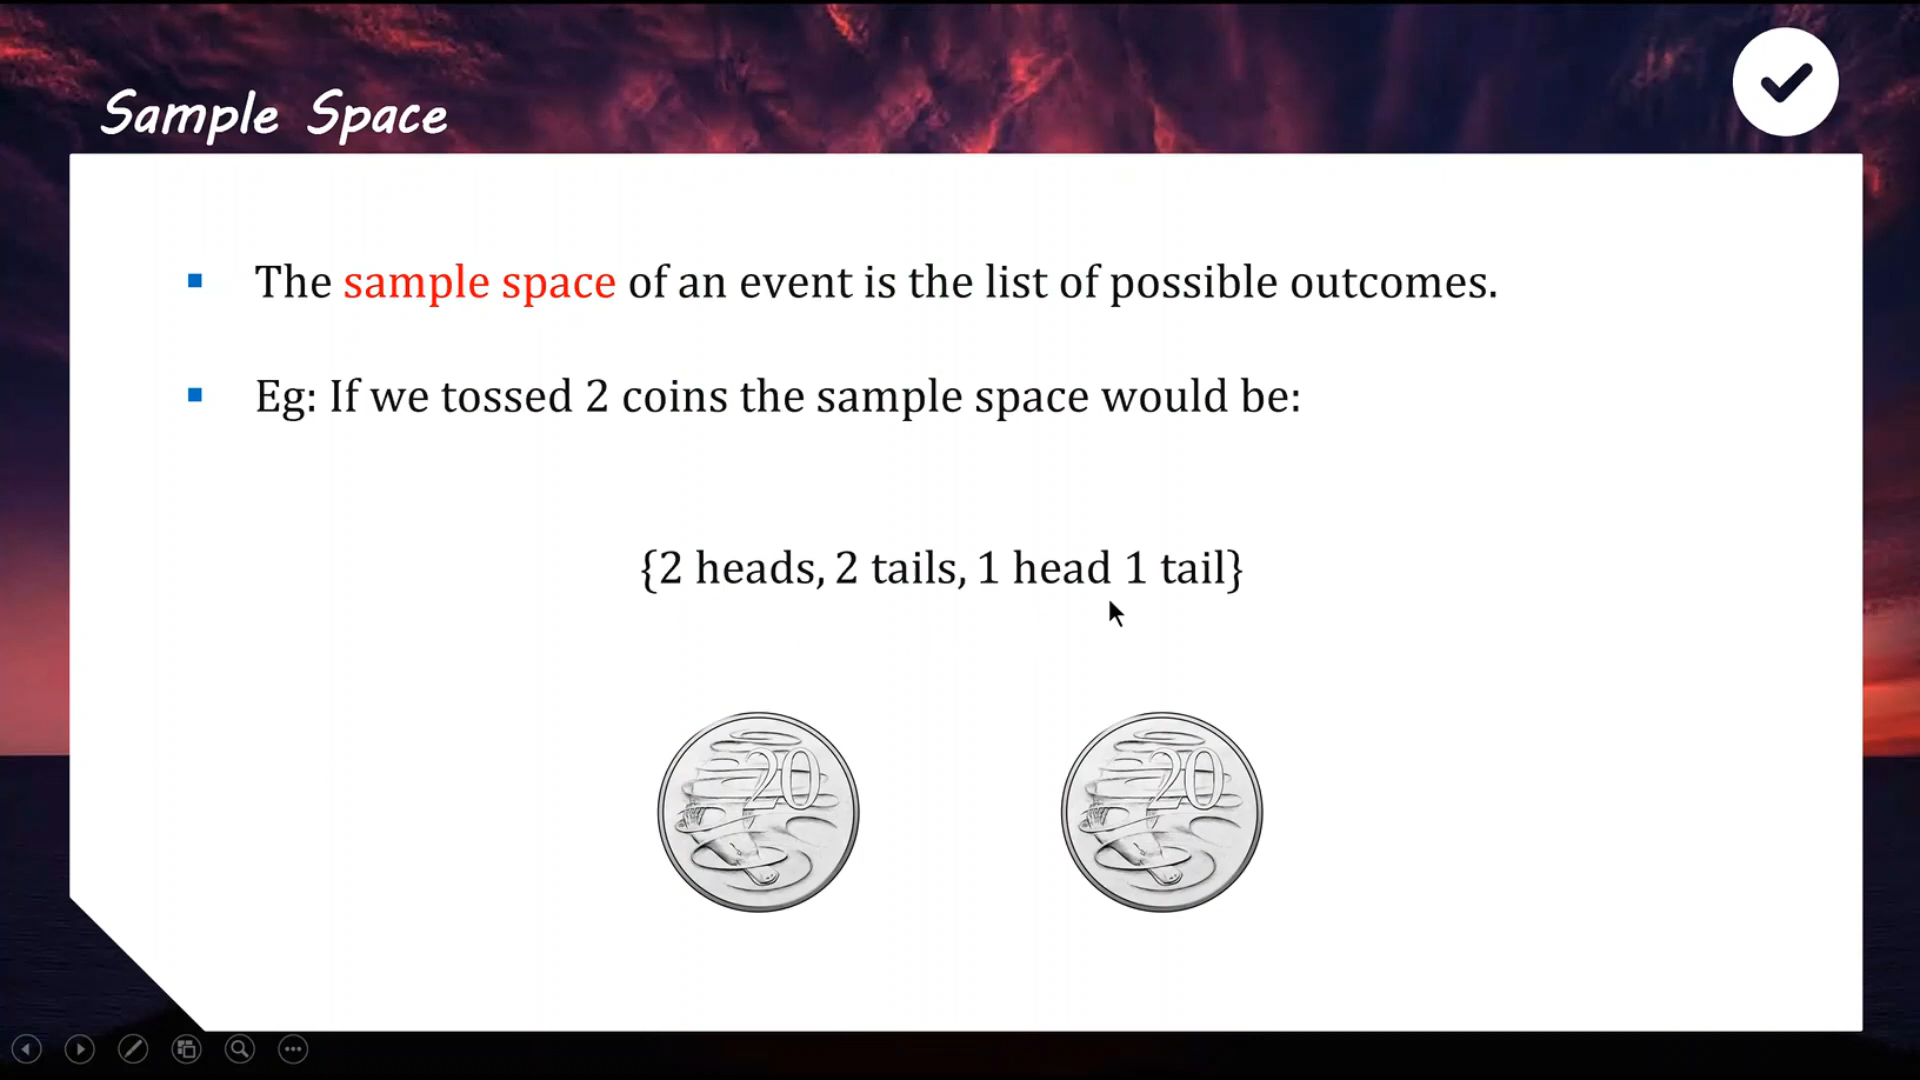 Sample Space
The sample space of an event is the list of possible outcomes.
Eg: If we tossed 2 coins the sample space would be:
{2 heads, 2 tails, 1 head 1 tail}
20 20